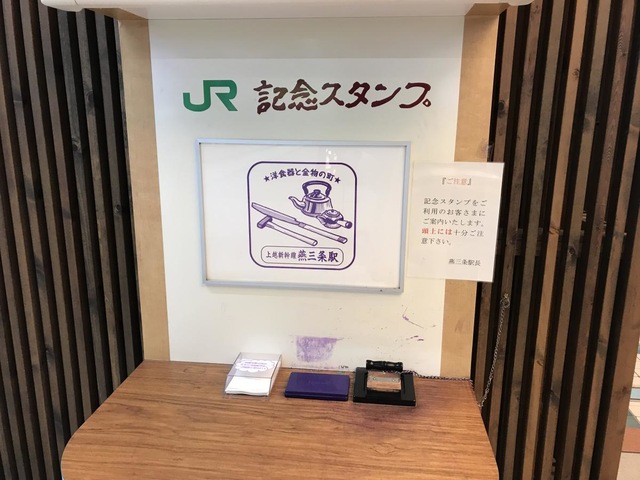 JR 記念スタンプ
★洋食器と金物の町★
上越新幹線 燕三条駅
『ご注意』
記念スタンプをご
利用のお客さまに
ご案内いたします。
頭上には十分ご注
意下さい。
燕三条駅長